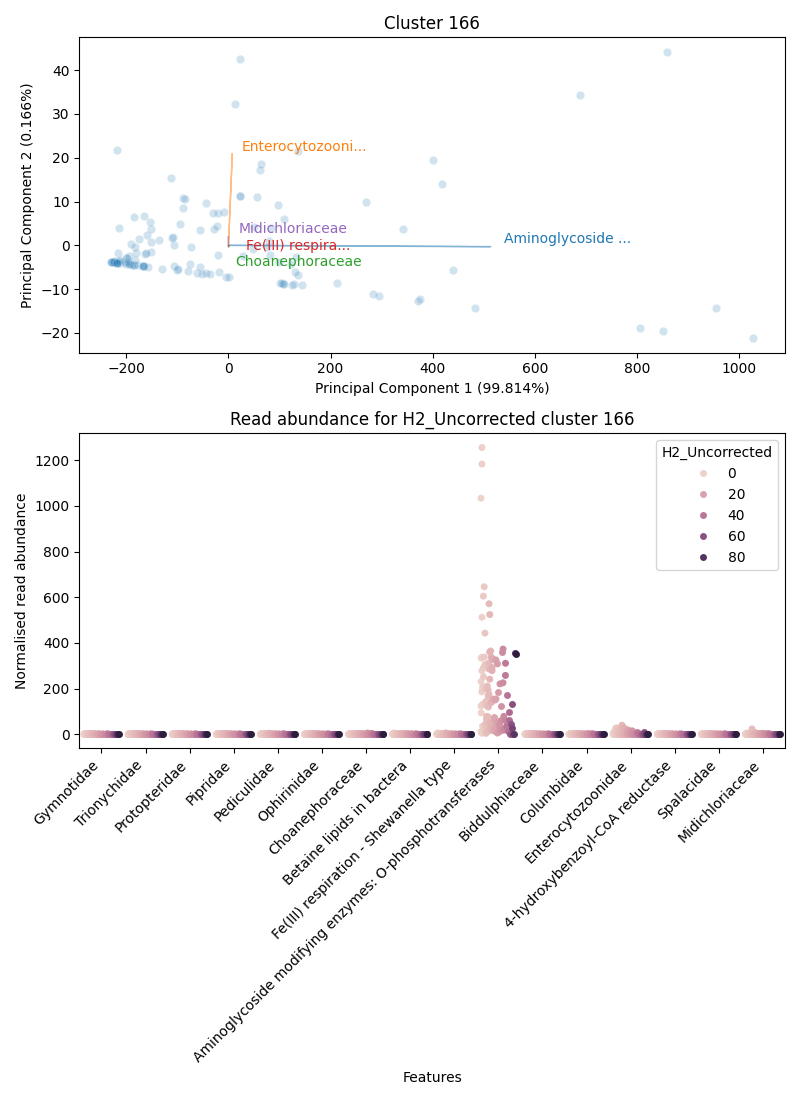 Cluster 166
40
30
20
10
0
−10
−20
Principal Component 2 (0.166%)
Enterocytozooni...
Midichloriaceae
Fe(III) respira...
Choanephoraceae
Aminoglycoside ...
−200
0
200
400
600
800
1000
Principal Component 1 (99.814%)
Read abundance for H2_Uncorrected cluster 166
1200
1000
800
600
400
200
0
Normalised read abundance
H2_Uncorrected
0
20
40
60
80
Gymnotidae
Trionychidae
Protopteridae
Pipridae
Pediculidae
Ophirinidae
Choanephoraceae
Betaine lipids in bactera
Fe(III) respiration - Shewanella type
Aminoglycoside modifying enzymes: O-phosphotransferases
Biddulphiaceae
Columbidae
Enterocytozoonidae
4-hydroxybenzoyl-CoA reductase
Spalacidae
Midichloriaceae
Features